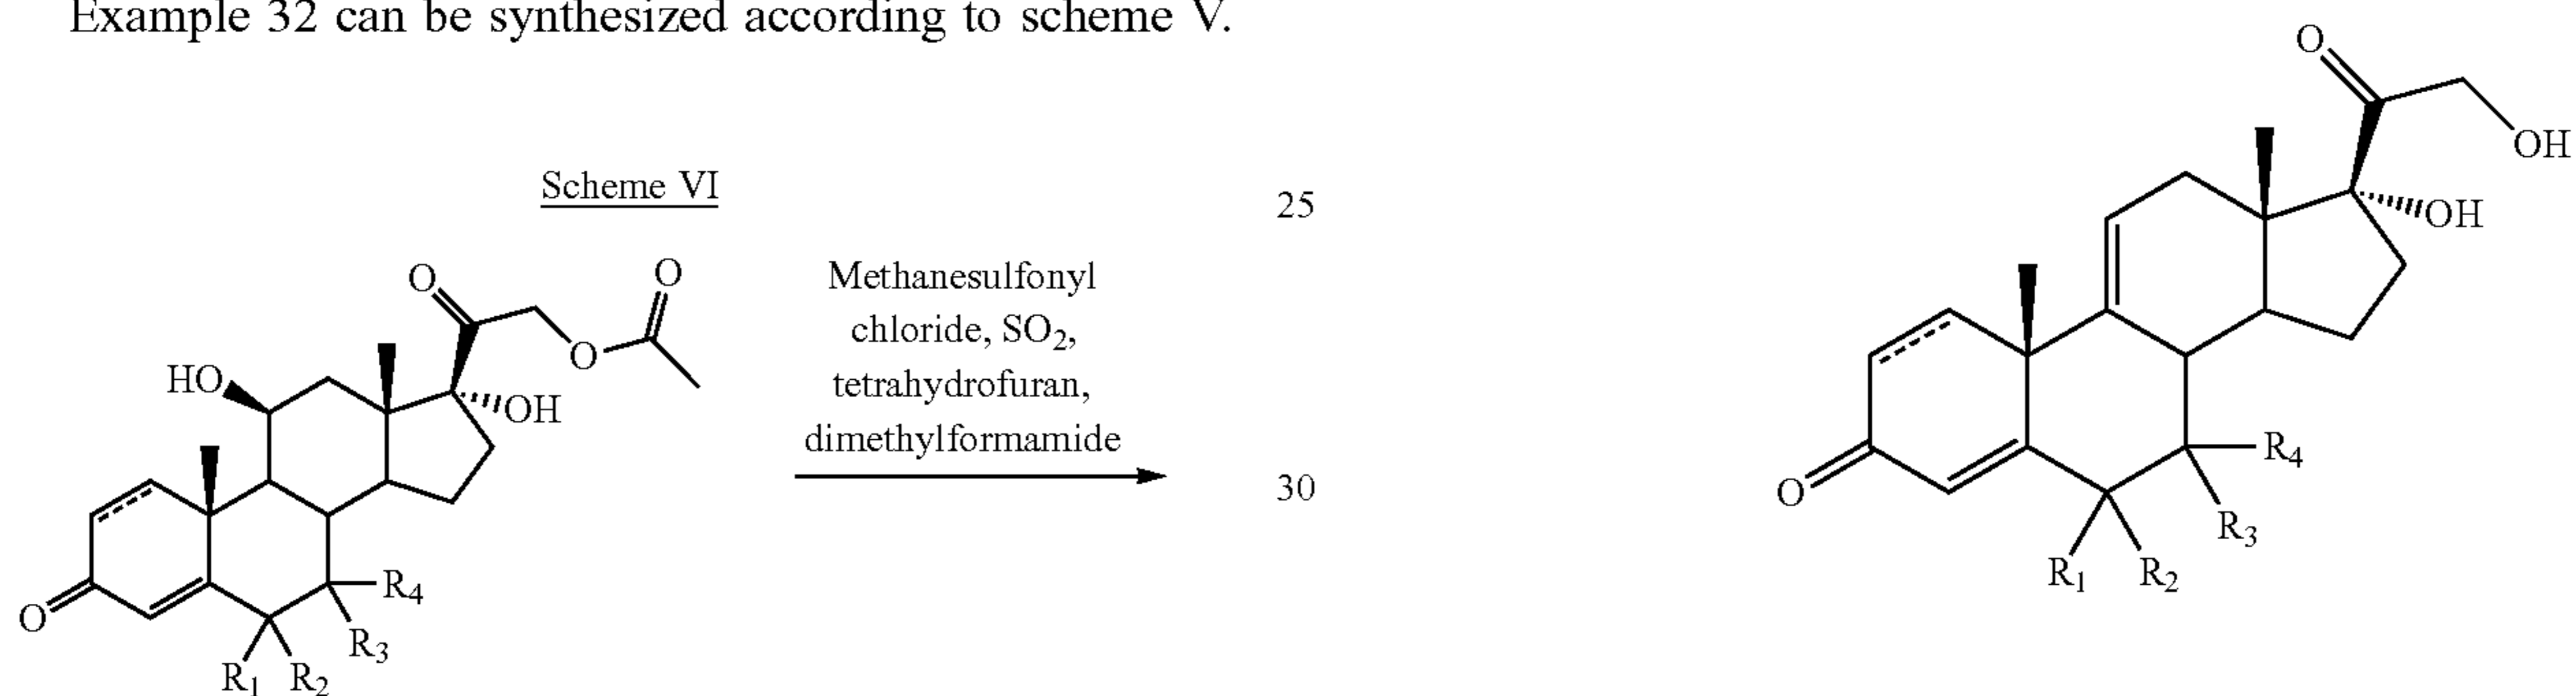 Example 32 can be synthesized according to scheme V.
Scheme VI
25
Methanesulfonyl
chloride, SO₂,
tetrahydrofuran,
dimethylformamide
30
O
O
O
HO
OH
O
R₄
R₃
R₁
R₂
O
OH
OH
O
R₄
R₃
R₁
R₂